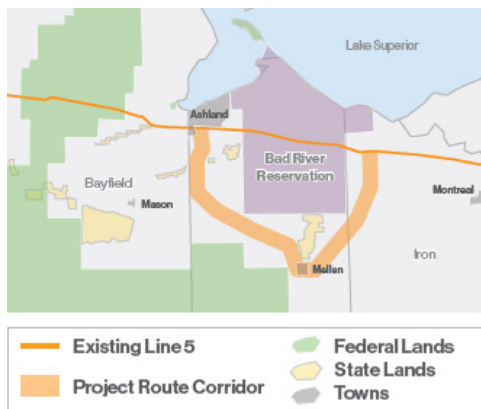 Lake Superior
Ashland
Bad River
Reservation
Bayfield
Mason
Montreal
Iron
Mellen
Existing Line 5
Project Route Corridor
Federal Lands
State Lands
Towns